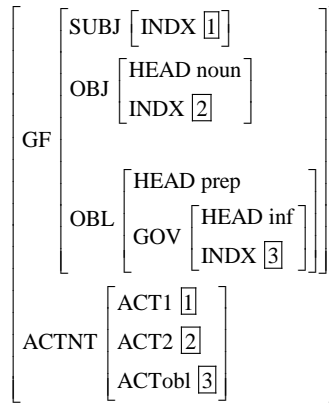 SUBJ [INDX 1]
HEAD noun
OBJ
INDX 2
GF
HEAD prep
OBL
HEAD inf
GOV
INDX 3
ACT1 1
ACTNT ACT2 2
ACTobl 3